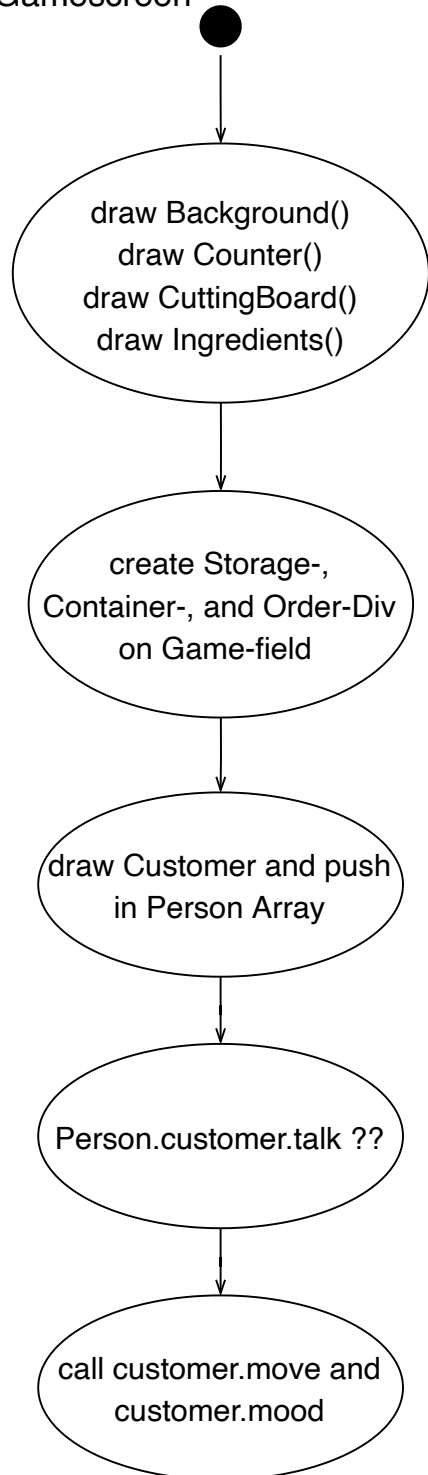 Gamescreen
draw Background()
draw Counter()
draw CuttingBoard()
draw Ingredients()
create Storage-,
Container-, and Order-Div
on Game-field
draw Customer and push
in Person Array
Person.customer.talk ??
call customer.move and
customer.mood